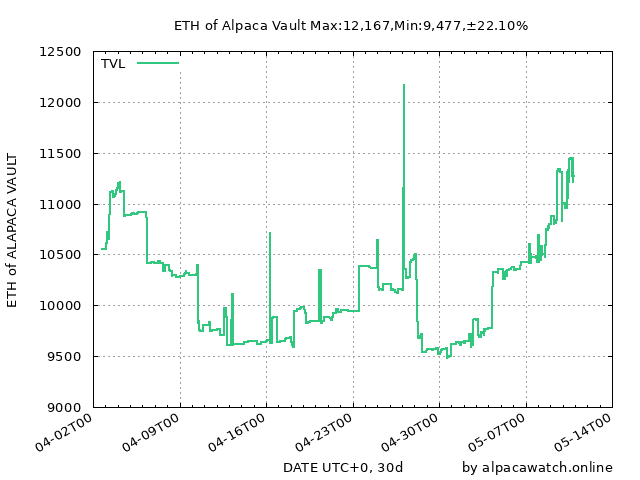 ETH of Alpaca Vault Max:12,167,Min:9,477,±22.10%
12500
TVL
12000
11500
11000
10500
10000
9500
9000
ETH of ALAPACA VAULT
04-02T00 04-09T00 04-16T00 04-23T00 04-30T00 05-07T00 05-14T00
DATE UTC+0, 30d by alpacawatch.online